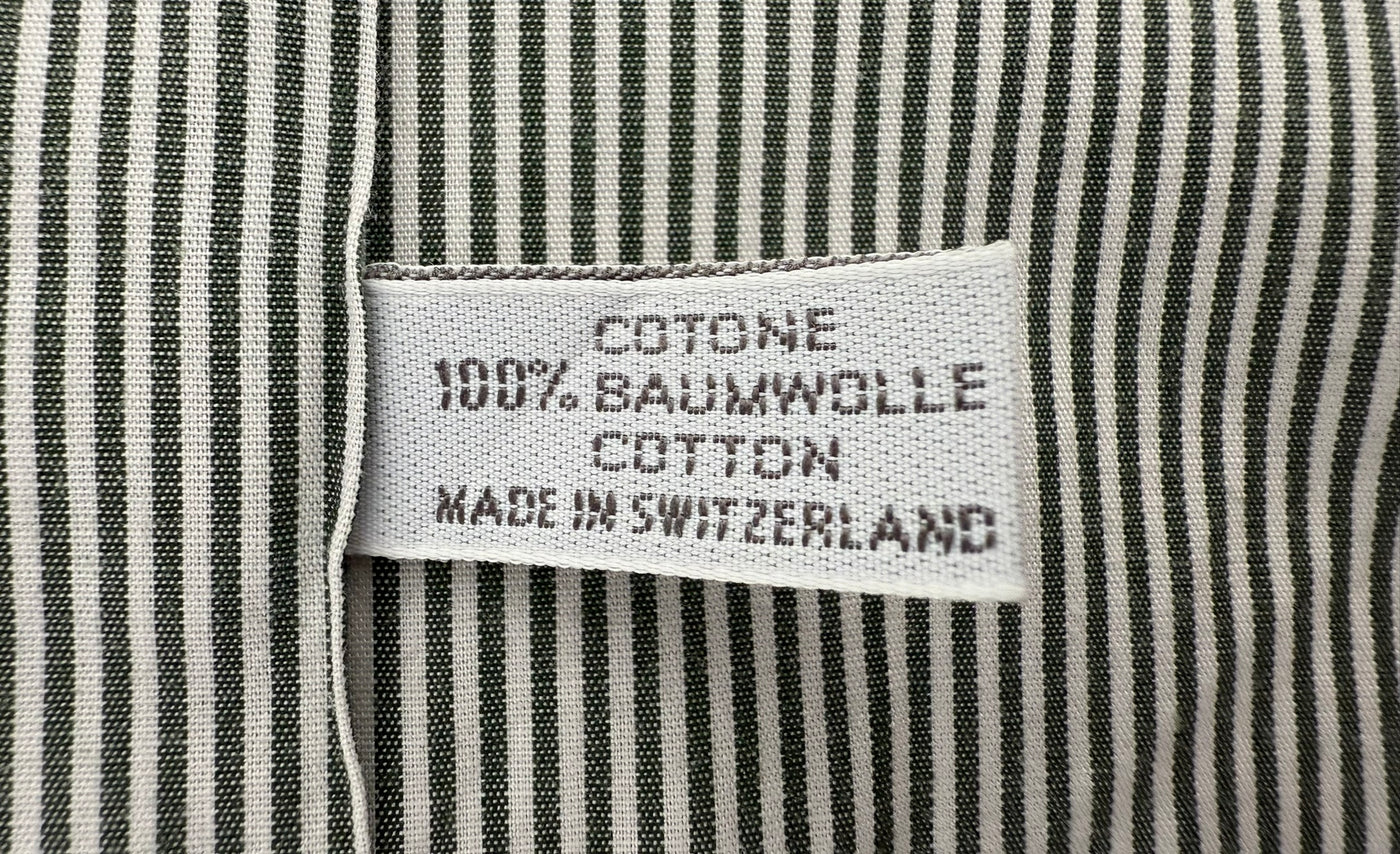 COTONE
100% BAUMWOLLE
COTTON
MADE IN SWITZERLAND